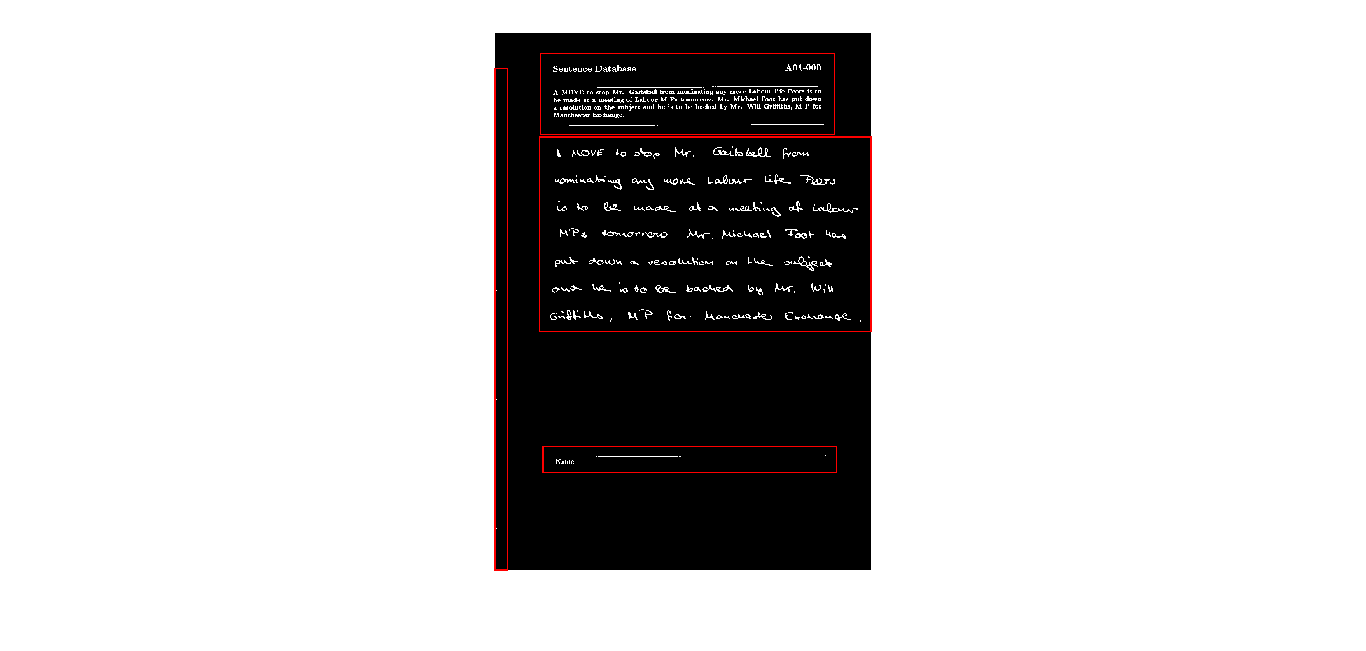 Sentence Database A01-000
A MOVE to stop Mr. Gaitskell from nominating any more Labour Life Peers is to
be made at a meeting of Labour M Ps tomorrow. Mr. Michael Foot has put down
a resolution on the subject and he is to be backed by Mr. Will Griffiths, M P for
Manchester Exchange.
A MOVE to stop Mr. Gaitskell from
nominating any more Labour Life Peers
is to be made at a meeting of Labour
MPs tomorrow. Mr. Michael Foot has
put down a resolution on the subject
and he is to be backed by Mr. Will
Griffiths, MP for Manchester Exchange.
Name